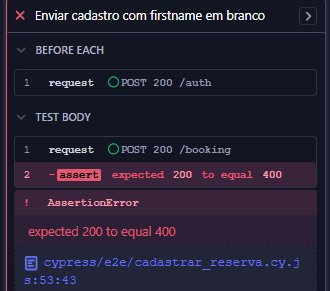 Enviar cadastro com firstname em branco
BEFORE EACH
1 request POST 200 /auth
TEST BODY
1 request POST 200 /booking
2 -assert expected 200 to equal 400
! AssertionError
expected 200 to equal 400
cypress/e2e/cadastrar_reserva.cy.j
s:53:43